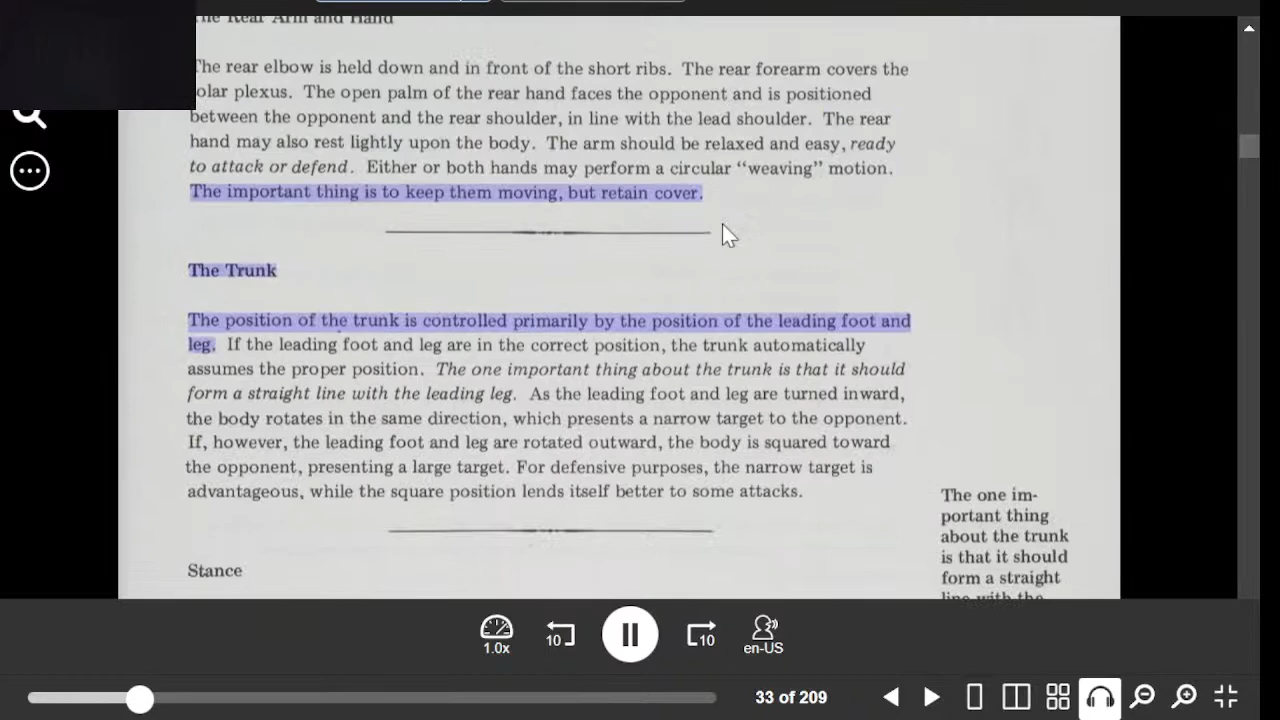 The Rear Arm and Hand
The rear elbow is held down and in front of the short ribs. The rear forearm covers the
solar plexus. The open palm of the rear hand faces the opponent and is positioned
between the opponent and the rear shoulder, in line with the lead shoulder. The rear
hand may also rest lightly upon the body. The arm should be relaxed and easy, ready
to attack or defend. Either or both hands may perform a circular “weaving” motion.
The important thing is to keep them moving, but retain cover.
The Trunk
The position of the trunk is controlled primarily by the position of the leading foot and
leg. If the leading foot and leg are in the correct position, the trunk automatically
assumes the proper position. The one important thing about the trunk is that it should
form a straight line with the leading leg. As the leading foot and leg are turned inward,
the body rotates in the same direction, which presents a narrow target to the opponent.
If, however, the leading foot and leg are rotated outward, the body is squared toward
the opponent, presenting a large target. For defensive purposes, the narrow target is
advantageous, while the square position lends itself better to some attacks.
The one im-
portant thing
about the trunk
is that it should
form a straight
line with the
Stance
1.0x
10
10
en-US
33 of 209